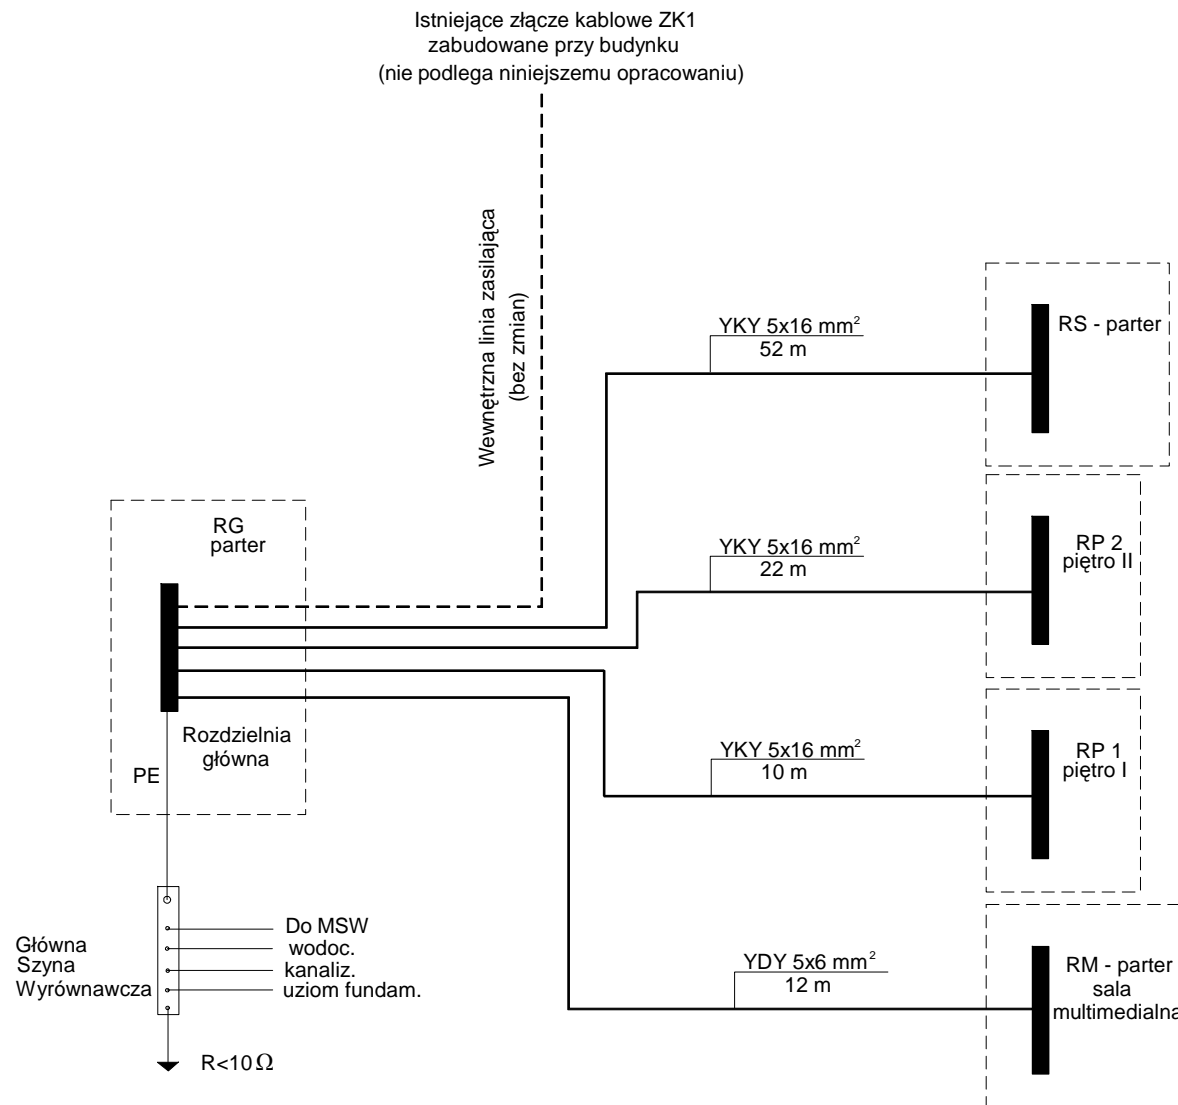 Istniejące złącze kablowe ZK1
zabudowane przy budynku
(nie podlega niniejszemu opracowaniu)
Wewnętrzna linia zasilająca
(bez zmian)
YKY 5x16 mm²
52 m
RS - parter
RG
parter
YKY 5x16 mm²
22 m
RP 2
piętro II
Rozdzielnia
główna
PE
YKY 5x16 mm²
10 m
RP 1
piętro I
Główna
Szyna
Wyrównawcza
Do MSW
wodoc.
kanaliz.
uziom fundam.
YDY 5x6 mm²
12 m
RM - parter
sala
multimedialna
R<10 Ω